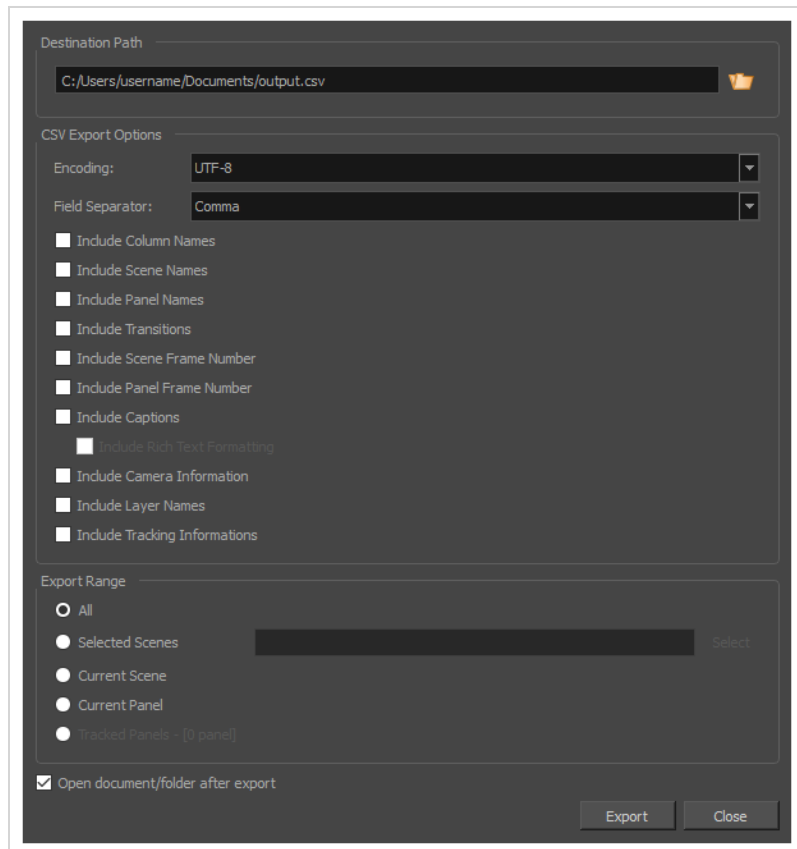 Destination Path
C:/Users/username/Documents/output.csv
CSV Export Options
Encoding: UTF-8
Field Separator: Comma
Include Column Names
Include Scene Names
Include Panel Names
Include Transitions
Include Scene Frame Number
Include Panel Frame Number
Include Captions
Include Rich Text Formatting
Include Camera Information
Include Layer Names
Include Tracking Informations
Export Range
All
Selected Scenes Select
Current Scene
Current Panel
Tracked Panels - [0 panel]
Open document/folder after export
Export Close